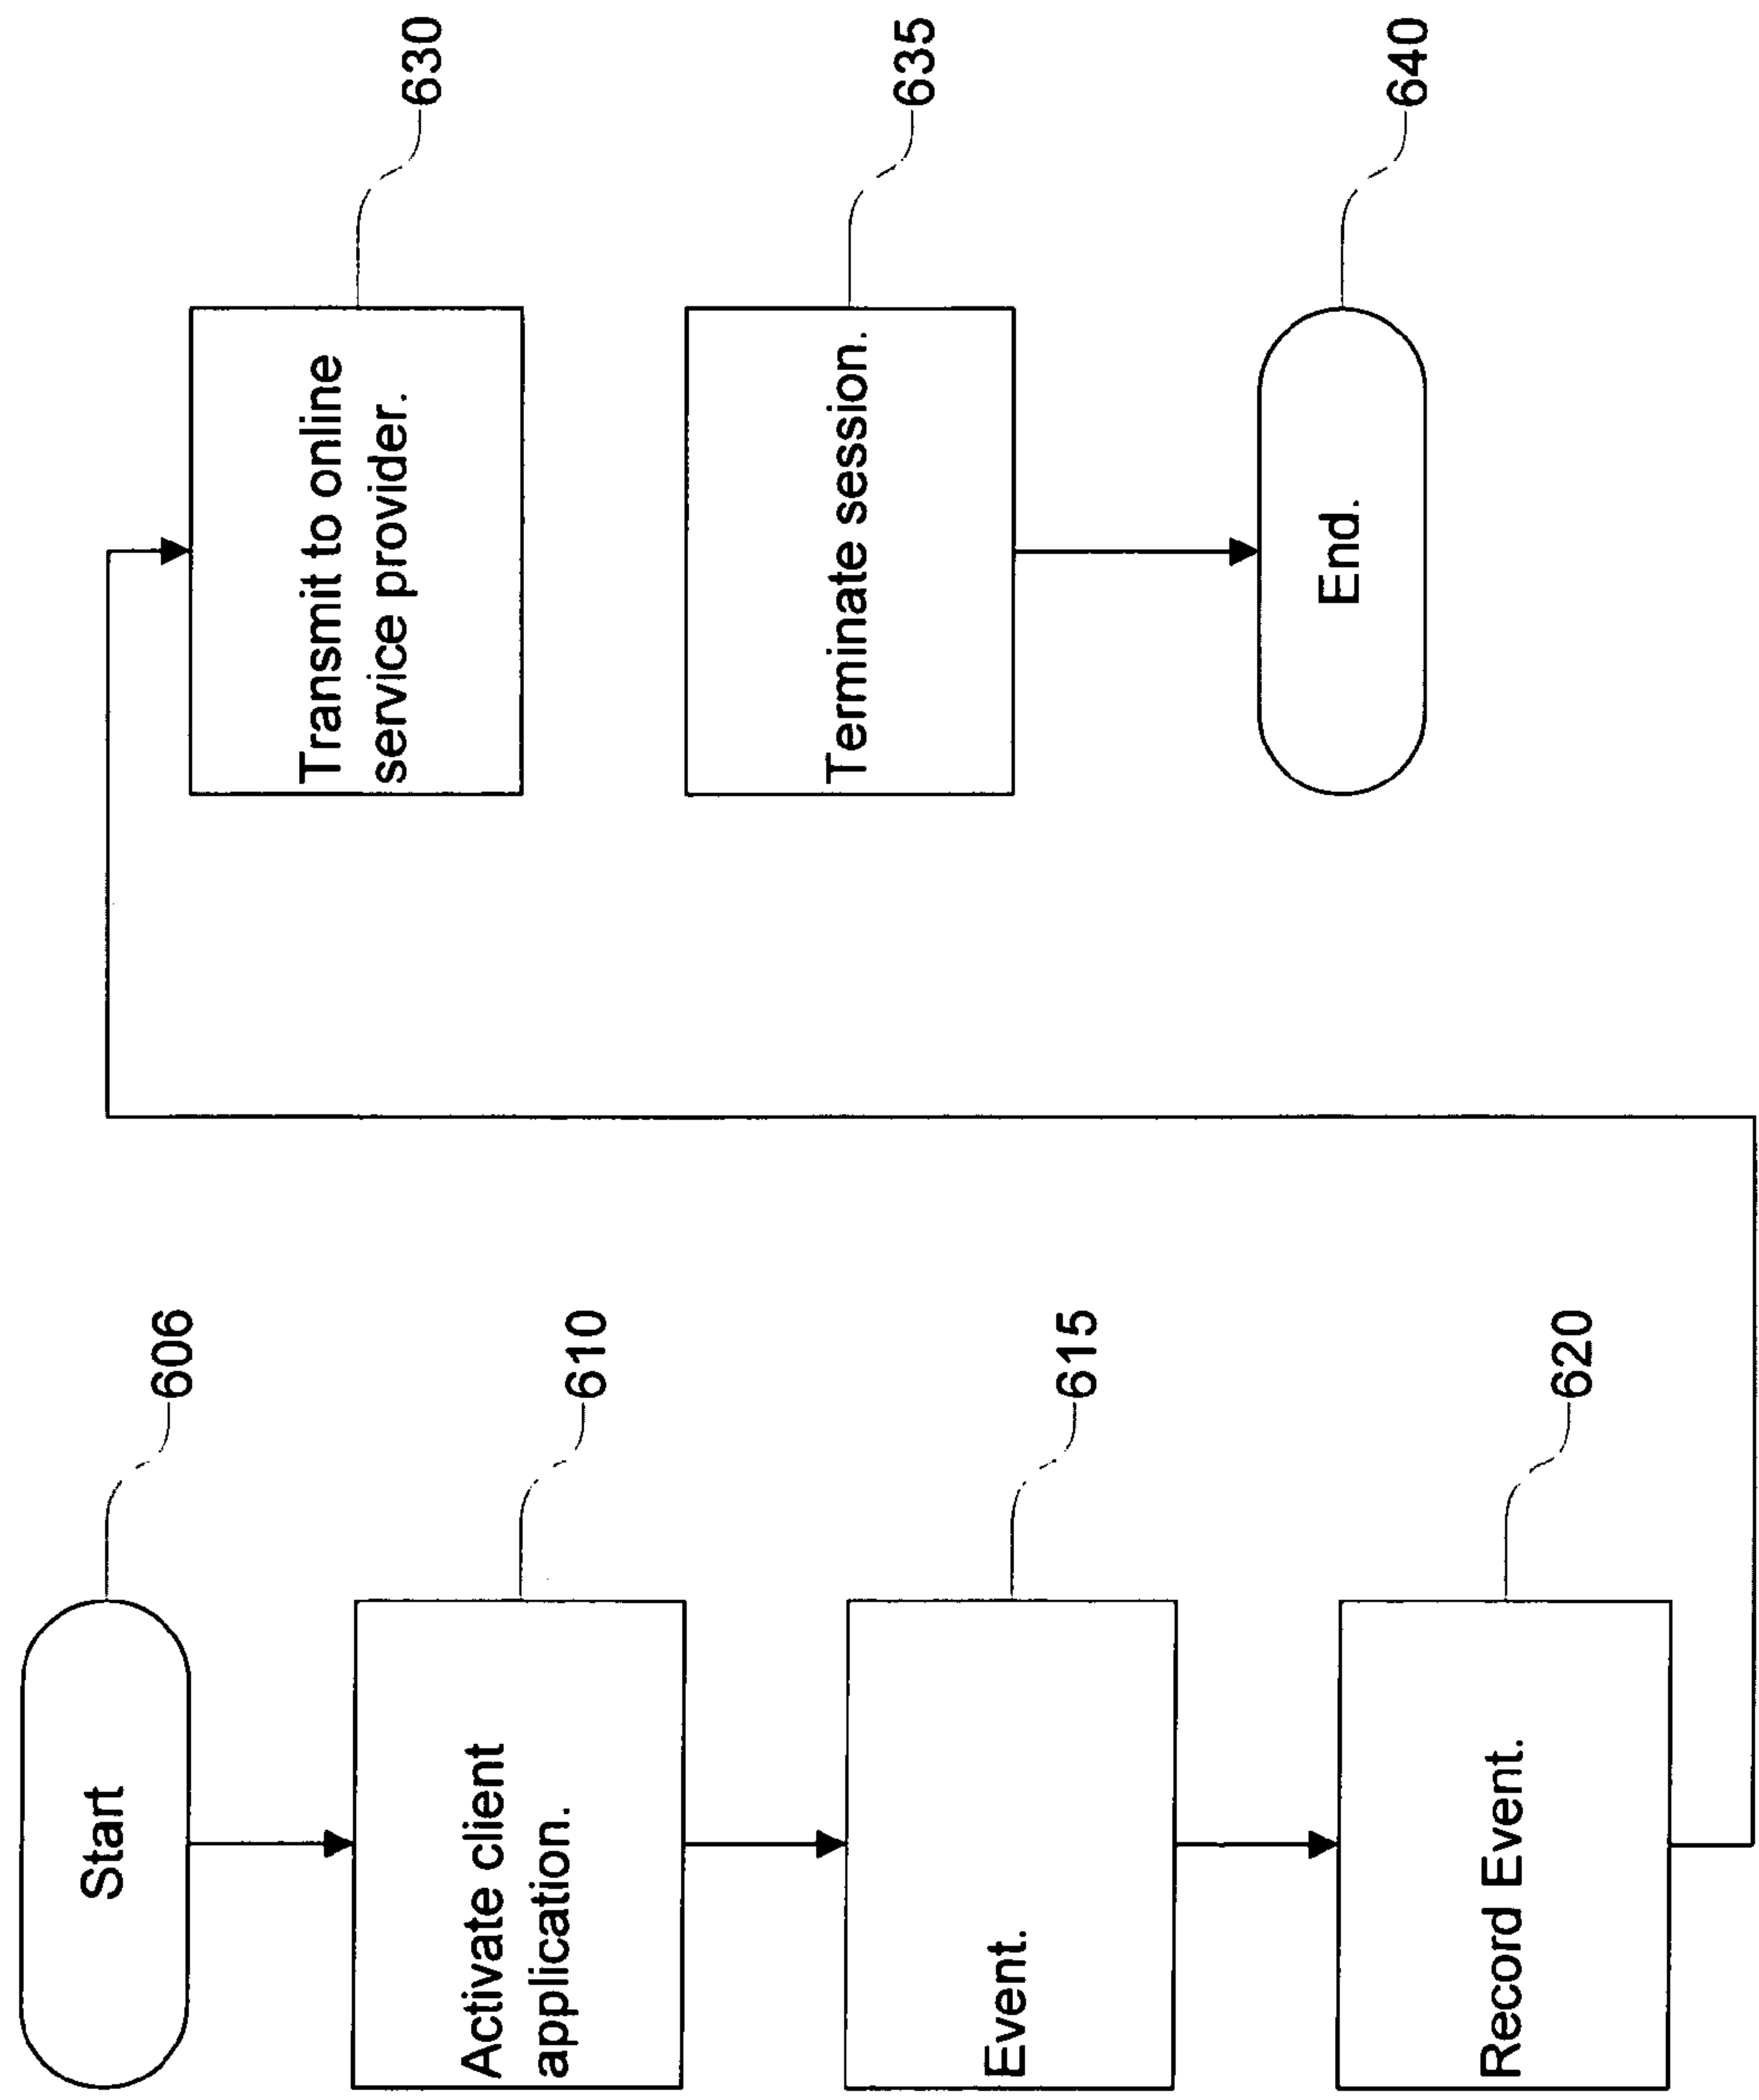 Start
606
Activate client
application.
610
Event.
615
Record Event.
620
Transmit to online
service provider.
630
Terminate session.
635
End.
640